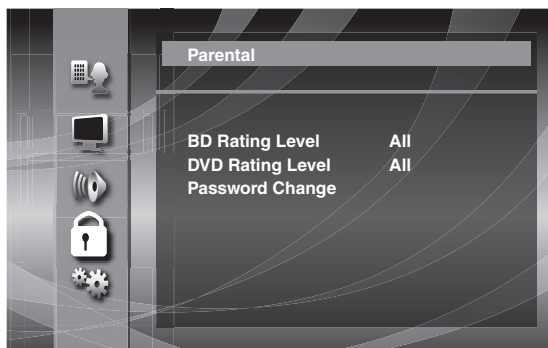 Parental
BD Rating Level All
DVD Rating Level All
Password Change